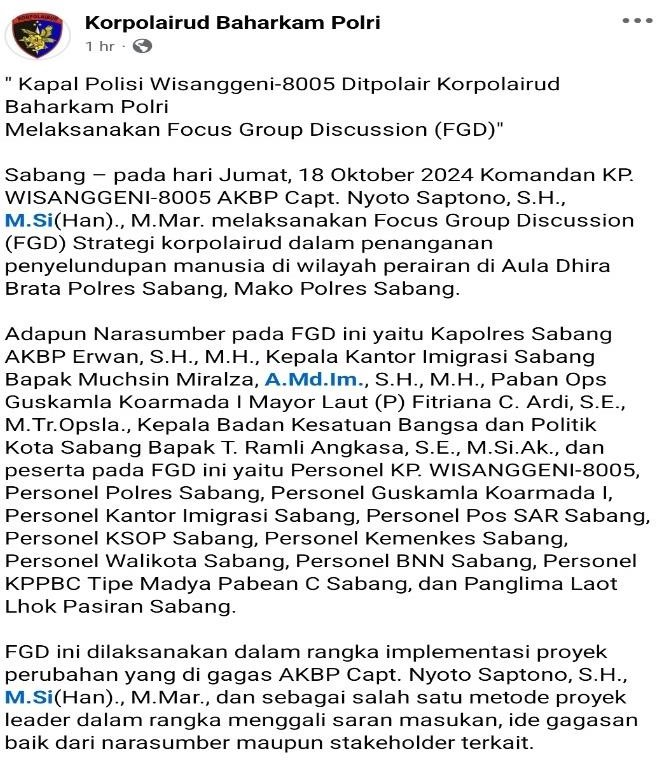 KORPOLAIRUD
Korpolairud Baharkam Polri
1 hr ·
" Kapal Polisi Wisanggeni-8005 Ditpolair Korpolairud
Baharkam Polri
Melaksanakan Focus Group Discussion (FGD)"
Sabang – pada hari Jumat, 18 Oktober 2024 Komandan KP.
WISANGGENI-8005 AKBP Capt. Nyoto Saptono, S.H.,
M.Si(Han)., M.Mar. melaksanakan Focus Group Discussion
(FGD) Strategi korpolairud dalam penanganan
penyelundupan manusia di wilayah perairan di Aula Dhira
Brata Polres Sabang, Mako Polres Sabang.
Adapun Narasumber pada FGD ini yaitu Kapolres Sabang
AKBP Erwan, S.H., M.H., Kepala Kantor Imigrasi Sabang
Bapak Muchsin Miralza, A.Md.Im., S.H., M.H., Paban Ops
Guskamla Koarmada I Mayor Laut (P) Fitriana C. Ardi, S.E.,
M.Tr.Opsla., Kepala Badan Kesatuan Bangsa dan Politik
Kota Sabang Bapak T. Ramli Angkasa, S.E., M.Si.Ak., dan
peserta pada FGD ini yaitu Personel KP. WISANGGENI-8005,
Personel Polres Sabang, Personel Guskamla Koarmada I,
Personel Kantor Imigrasi Sabang, Personel Pos SAR Sabang,
Personel KSOP Sabang, Personel Kemenkes Sabang,
Personel Walikota Sabang, Personel BNN Sabang, Personel
KPPBC Tipe Madya Pabean C Sabang, dan Panglima Laot
Lhok Pasiran Sabang.
FGD ini dilaksanakan dalam rangka implementasi proyek
perubahan yang di gagas AKBP Capt. Nyoto Saptono, S.H.,
M.Si(Han)., M.Mar., dan sebagai salah satu metode proyek
leader dalam rangka menggali saran masukan, ide gagasan
baik dari narasumber maupun stakeholder terkait.